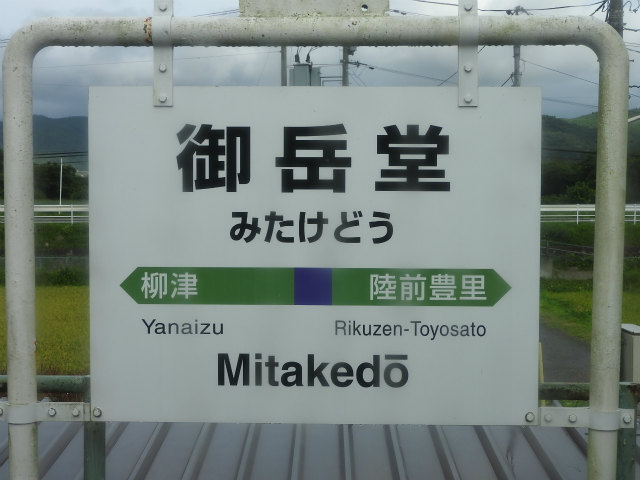 御岳堂
みたけどう
柳津 陸前豊里
Yanaizu Rikuzen-Toyosato
Mitakedō